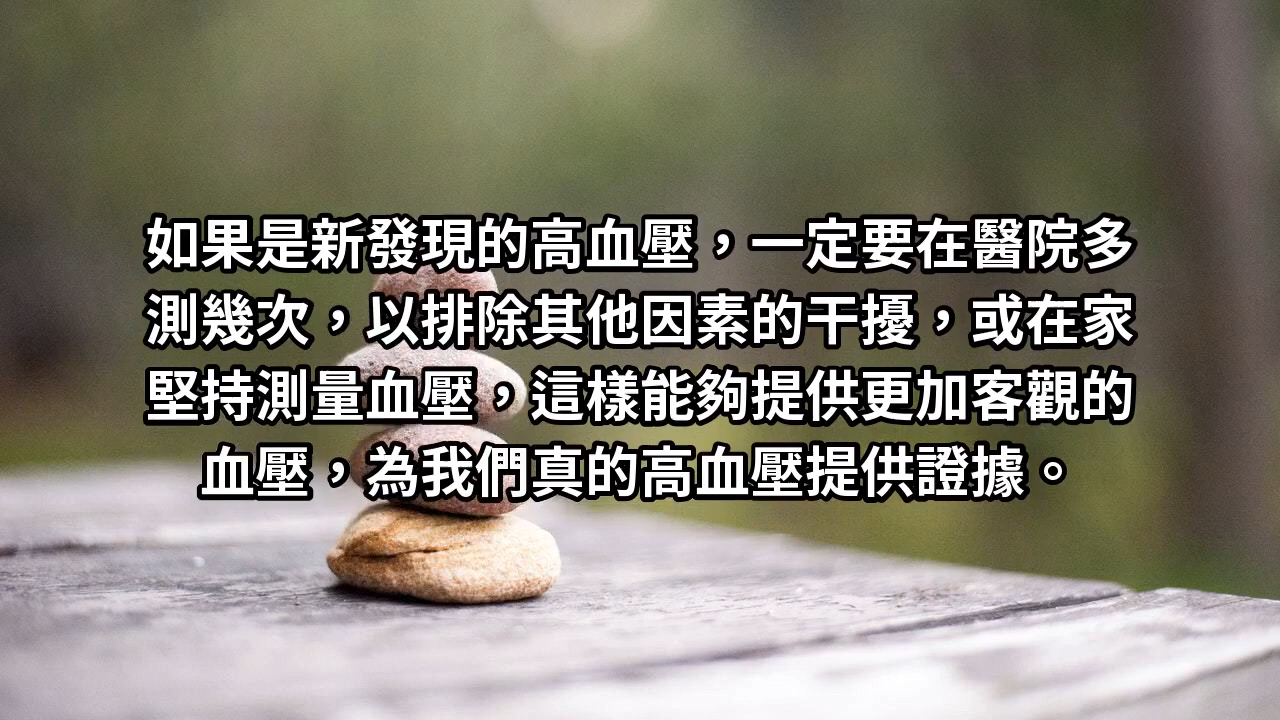 如果是新發現的高血壓，一定要在醫院多
測幾次，以排除其他因素的干擾，或在家
堅持測量血壓，這樣能夠提供更加客觀的
血壓，為我們真的高血壓提供證據。